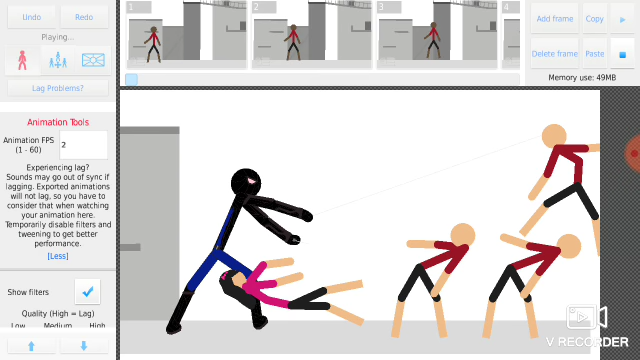 Undo
Redo
Playing...
Lag Problems?
1
2
3
4
Add frame
Copy
Delete frame
Paste
Memory use: 49MB
Animation Tools
Animation FPS
(1 - 60)
2
Experiencing lag?
Sounds may go out of sync if
lagging. Exported animations
will not lag, so you have to
consider that when watching
your animation here.
Temporarily disable filters and
tweening to get better
performance.
[Less]
Show filters
Quality (High = Lag)
Low
Medium
High
V RECORDER